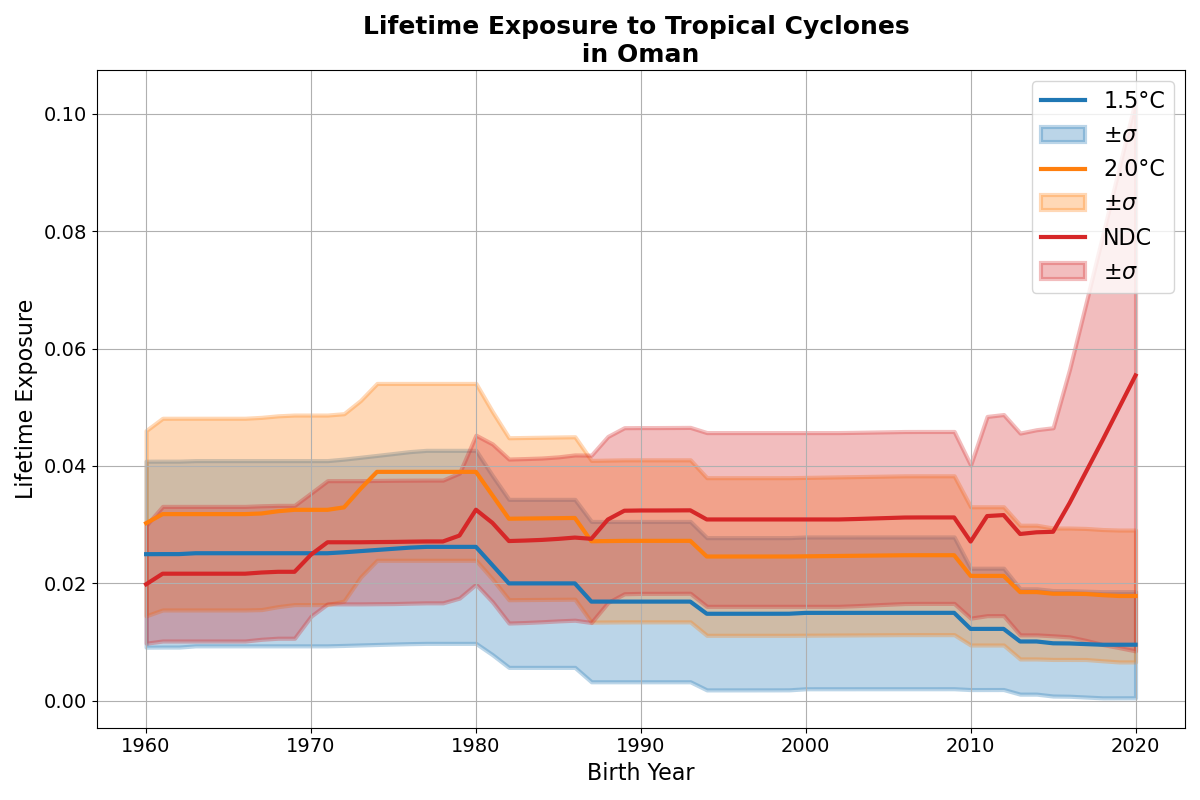 Lifetime Exposure to Tropical Cyclones
in Oman
Lifetime Exposure
0.10
0.08
0.06
0.04
0.02
0.00
1960
1970
1980
1990
2000
2010
2020
Birth Year
1.5°C
±σ
2.0°C
±σ
NDC
±σ